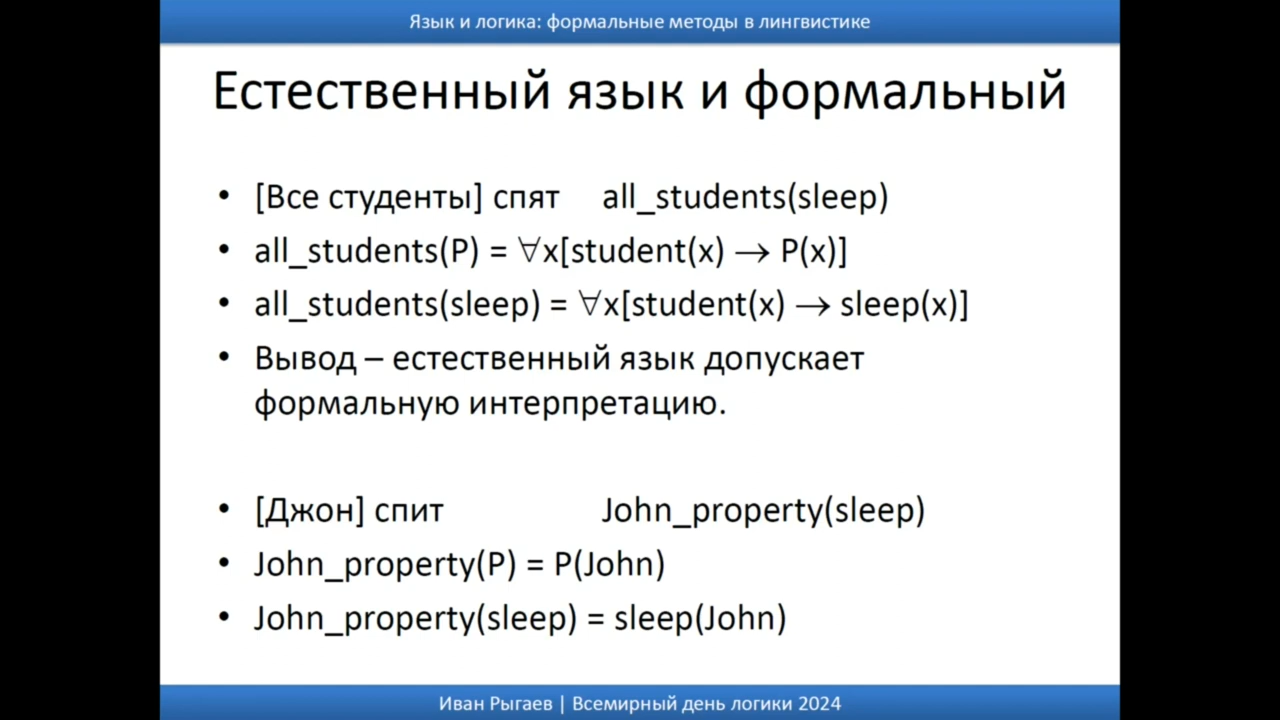 Язык и логика: формальные методы в лингвистике
Естественный язык и формальный
• [Все студенты] спят all_students(sleep)
• all_students(P) = ∀x[student(x) → P(x)]
• all_students(sleep) = ∀x[student(x) → sleep(x)]
• Вывод – естественный язык допускает
формальную интерпретацию.
• [Джон] спит John_property(sleep)
• John_property(P) = P(John)
• John_property(sleep) = sleep(John)
Иван Рыгаев | Всемирный день логики 2024